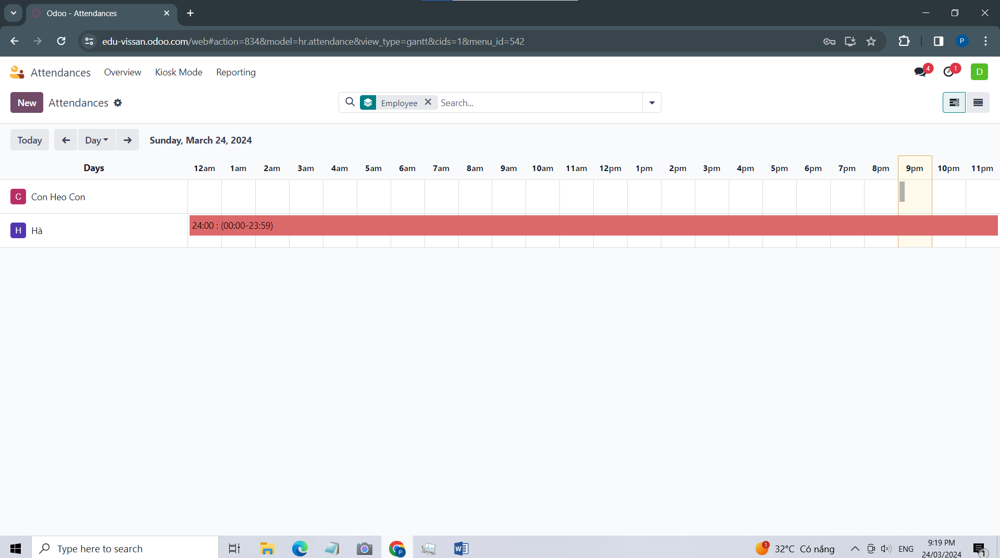 Odoo - Attendances
edu-vissan.odoo.com/web#action=834&model=hr.attendance&view_type=gantt&cids=1&menu_id=542
P
Attendances Overview Kiosk Mode Reporting
4 1 D
New Attendances
Employee Search...
Today Day Sunday, March 24, 2024
Days 12am 1am 2am 3am 4am 5am 6am 7am 8am 9am 10am 11am 12pm 1pm 2pm 3pm 4pm 5pm 6pm 7pm 8pm 9pm 10pm 11pm
C Con Heo Con
H Hà
24:00 : (00:00-23:59)
Type here to search
P
W
1 32°C Có nắng
ENG
9:19 PM
24/03/2024
1